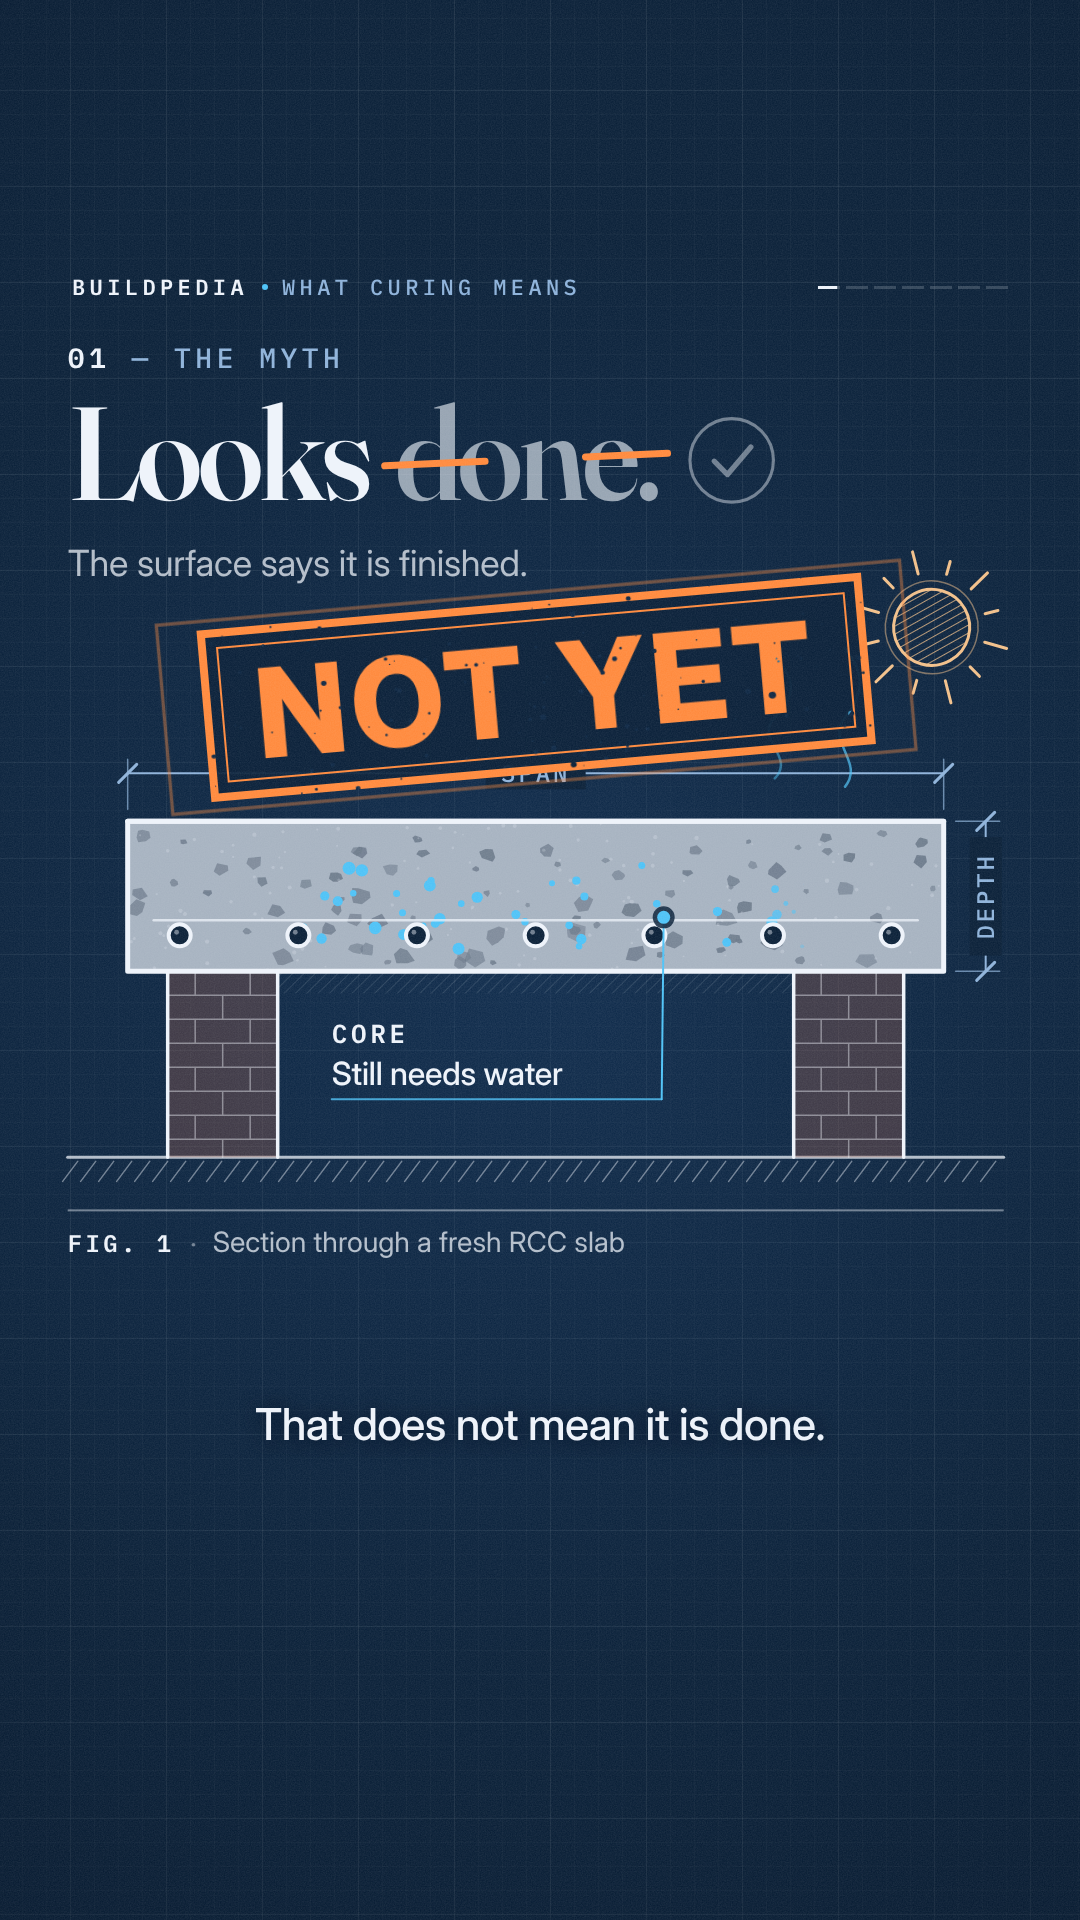 BUILDPEDIA • WHAT CURING MEANS
01 — THE MYTH
Looks done.
The surface says it is finished.
NOT YET
SPAN
DEPTH
CORE
Still needs water
FIG. 1 · Section through a fresh RCC slab
That does not mean it is done.